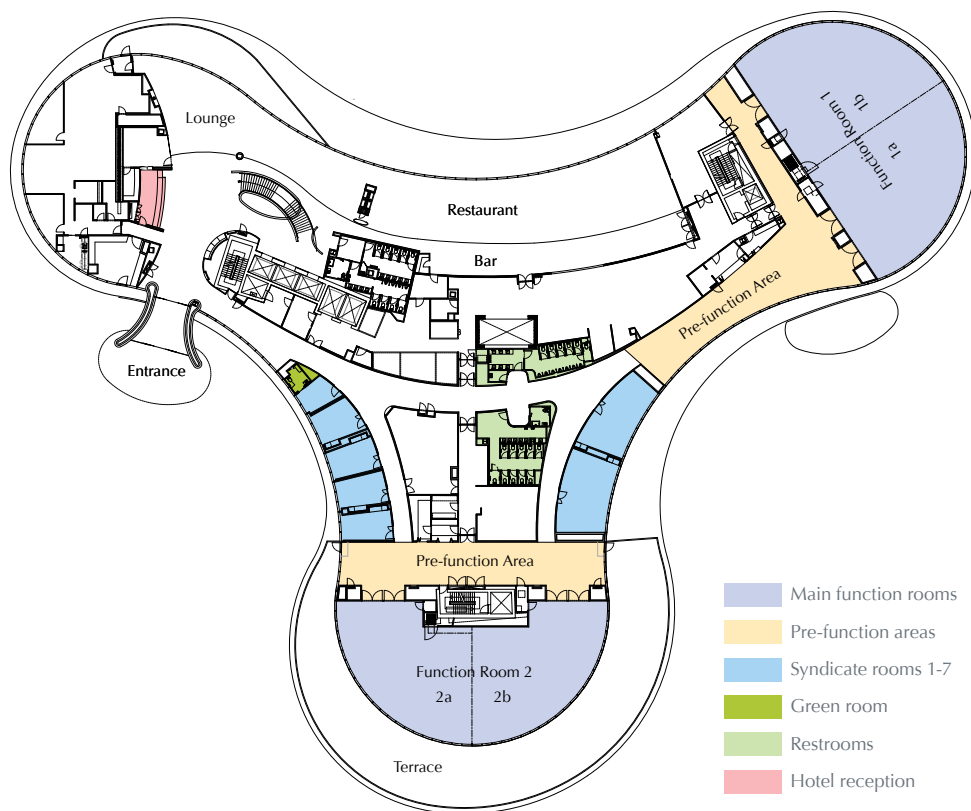 Lounge
Function Room 1
1b
1a
Restaurant
Bar
Pre-function Area
Entrance
Pre-function Area
Function Room 2
2a
2b
Terrace
Main function rooms
Pre-function areas
Syndicate rooms 1-7
Green room
Restrooms
Hotel reception